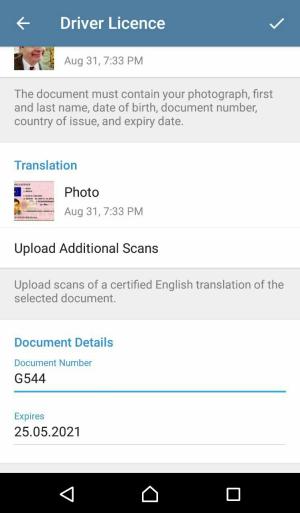 Driver Licence
Aug 31, 7:33 PM
The document must contain your photograph, first
and last name, date of birth, document number,
country of issue, and expiry date.
Translation
Photo
Aug 31, 7:33 PM
Upload Additional Scans
Upload scans of a certified English translation of the
selected document.
Document Details
Document Number
G544
Expires
25.05.2021